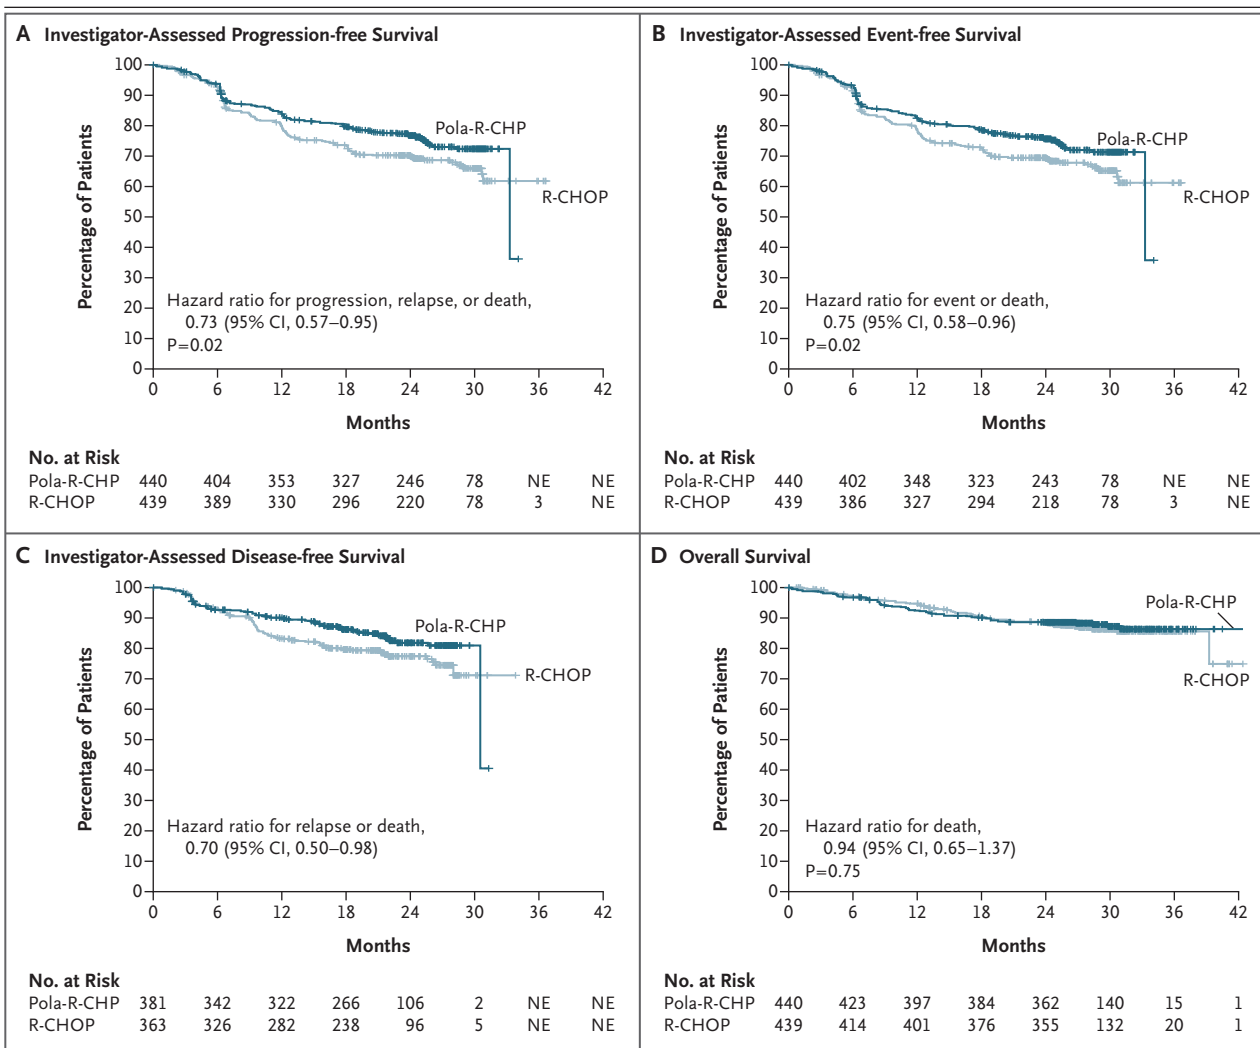 A Investigator-Assessed Progression-free Survival
100
90
80
70
60
50
40
30
20
10
0
Percentage of Patients
Pola-R-CHP
R-CHOP
Hazard ratio for progression, relapse, or death,
0.73 (95% CI, 0.57–0.95)
P=0.02
0 6 12 18 24 30 36 42
Months
No. at Risk
Pola-R-CHP 440 404 353 327 246 78 NE NE
R-CHOP 439 389 330 296 220 78 3 NE
B Investigator-Assessed Event-free Survival
100
90
80
70
60
50
40
30
20
10
0
Percentage of Patients
Pola-R-CHP
R-CHOP
Hazard ratio for event or death,
0.75 (95% CI, 0.58–0.96)
P=0.02
0 6 12 18 24 30 36 42
Months
No. at Risk
Pola-R-CHP 440 402 348 323 243 78 NE NE
R-CHOP 439 386 327 294 218 78 3 NE
C Investigator-Assessed Disease-free Survival
100
90
80
70
60
50
40
30
20
10
0
Percentage of Patients
Pola-R-CHP
R-CHOP
Hazard ratio for relapse or death,
0.70 (95% CI, 0.50–0.98)
0 6 12 18 24 30 36 42
Months
No. at Risk
Pola-R-CHP 381 342 322 266 106 2 NE NE
R-CHOP 363 326 282 238 96 5 NE NE
D Overall Survival
100
90
80
70
60
50
40
30
20
10
0
Percentage of Patients
Pola-R-CHP
R-CHOP
Hazard ratio for death,
0.94 (95% CI, 0.65–1.37)
P=0.75
0 6 12 18 24 30 36 42
Months
No. at Risk
Pola-R-CHP 440 423 397 384 362 140 15 1
R-CHOP 439 414 401 376 355 132 20 1